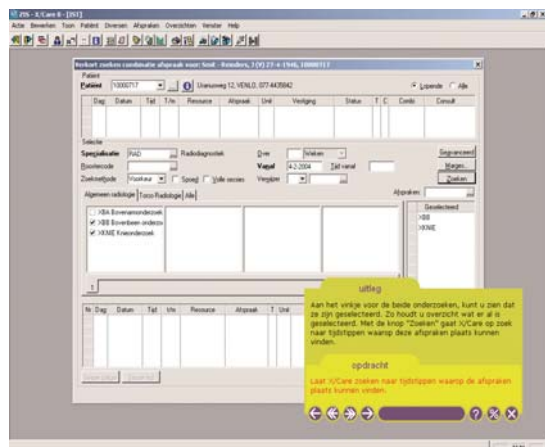 ZIS - X/Care II - [IS1]
Actie Bewerken Toon Patiënt Diversen Afspraken Overzichten Venster Help
Verkort zoeken combinatie afspraak voor: Smit - Reinders, J (V) 27-4-1946, 10000717
Patiënt
Patiënt 10000717 ... Uranusweg 12, VENLO, 077-4435842 Lopende Alle
Dag Datum Tijd T/m Resource Afspraak Unit Vestiging Status T C Combi Consult
Selectie
Specialisatie RAD ... Radiodiagnostiek Over Weken Geavanceerd
Roostercode ... Vanaf 4-2-2004 Tijd vanaf Marges...
Zoekmethode Voorkeur Spoed Volle sessies Verwijzer ... Zoeken
Algemeen radiologie Torso Radiologie Alle Afspraken ...
Geselecteerd
XBA Bovenarmonderzoek XBB
XBB Bovenbeen onderzoek XKNIE
XKNIE Knieonderzoek
1
Nr Dag Datum Tijd t/m Resource Afspraak T Unit
uitleg
Aan het vinkje voor de beide onderzoeken, kunt u zien dat
ze zijn geselecteerd. Zo houdt u overzicht wat er al is
geselecteerd. Met de knop "Zoeken" gaat X/Care op zoek
naar tijdstippen waarop deze afspraken plaats kunnen
vinden.
opdracht
Laat X/Care zoeken naar tijdstippen waarop de afspraken
plaats kunnen vinden.